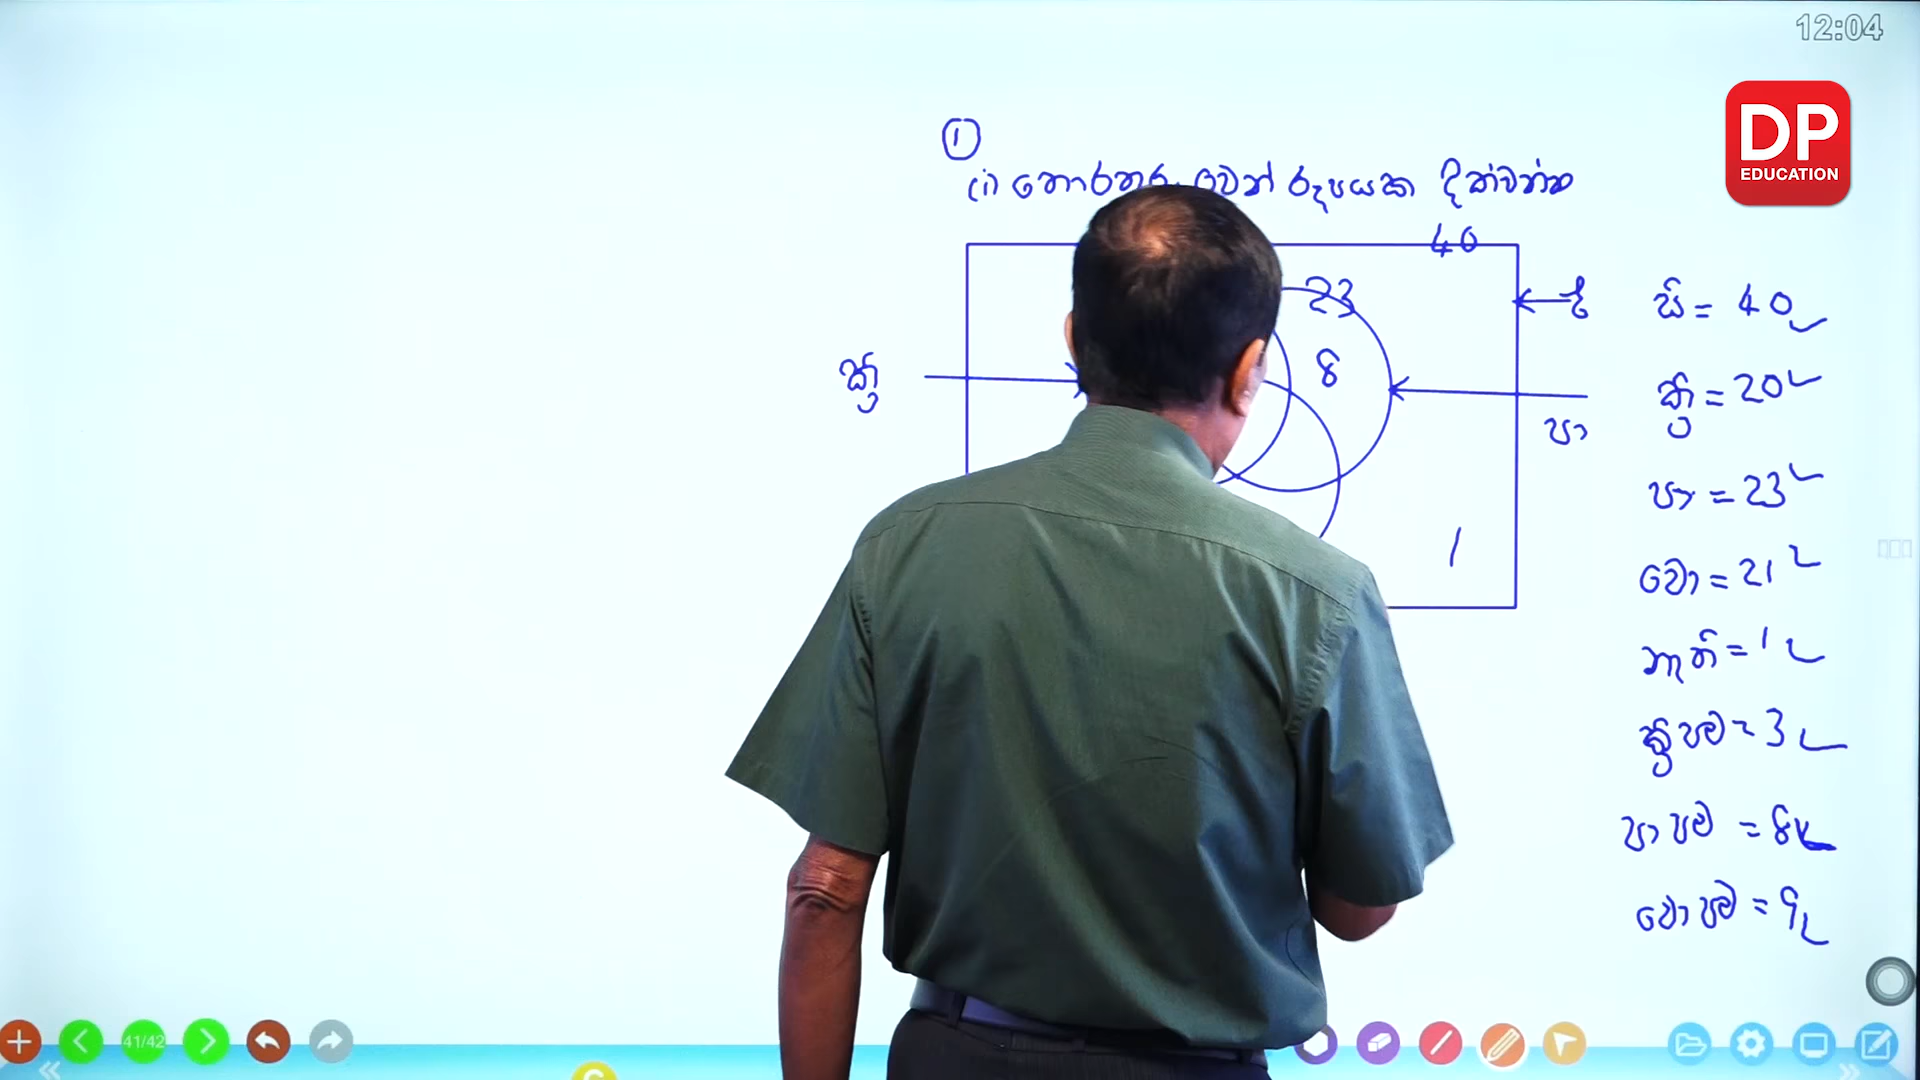 12:04
DP
EDUCATION
①
(i) තොරතුරු වෙන් රූපයක දක්වන්න
40
23
8
ක්‍රි
පා
1
ක්‍රි = 20
පා = 23
වො = 21
නැත = 1
ක්‍රි පම = 3
පා පම = 8
වො පම = 9
41/42